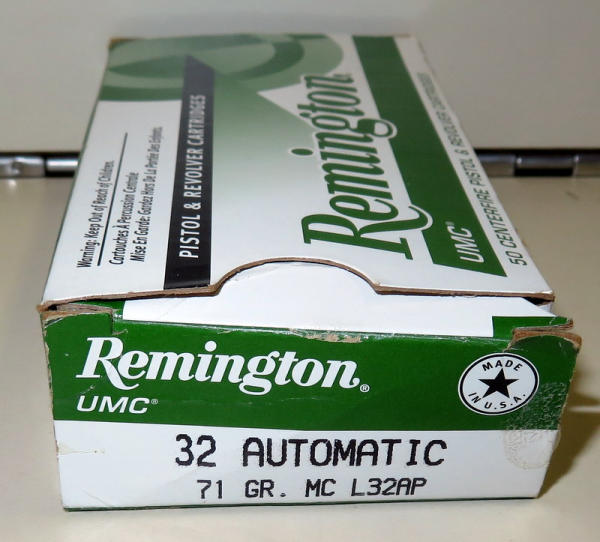 Warning: Keep Out of Reach of Children.
Cartouches À Percussion Centrale
Mise En Garde: Gardez Hors De La Portée Des Enfants.
PISTOL & REVOLVER CARTRIDGES
Remington®
UMC®
50 CENTERFIRE PISTOL & REVOLVER CARTRIDGES
Remington®
UMC®
MADE
IN U.S.A.
32 AUTOMATIC
71 GR. MC L32AP